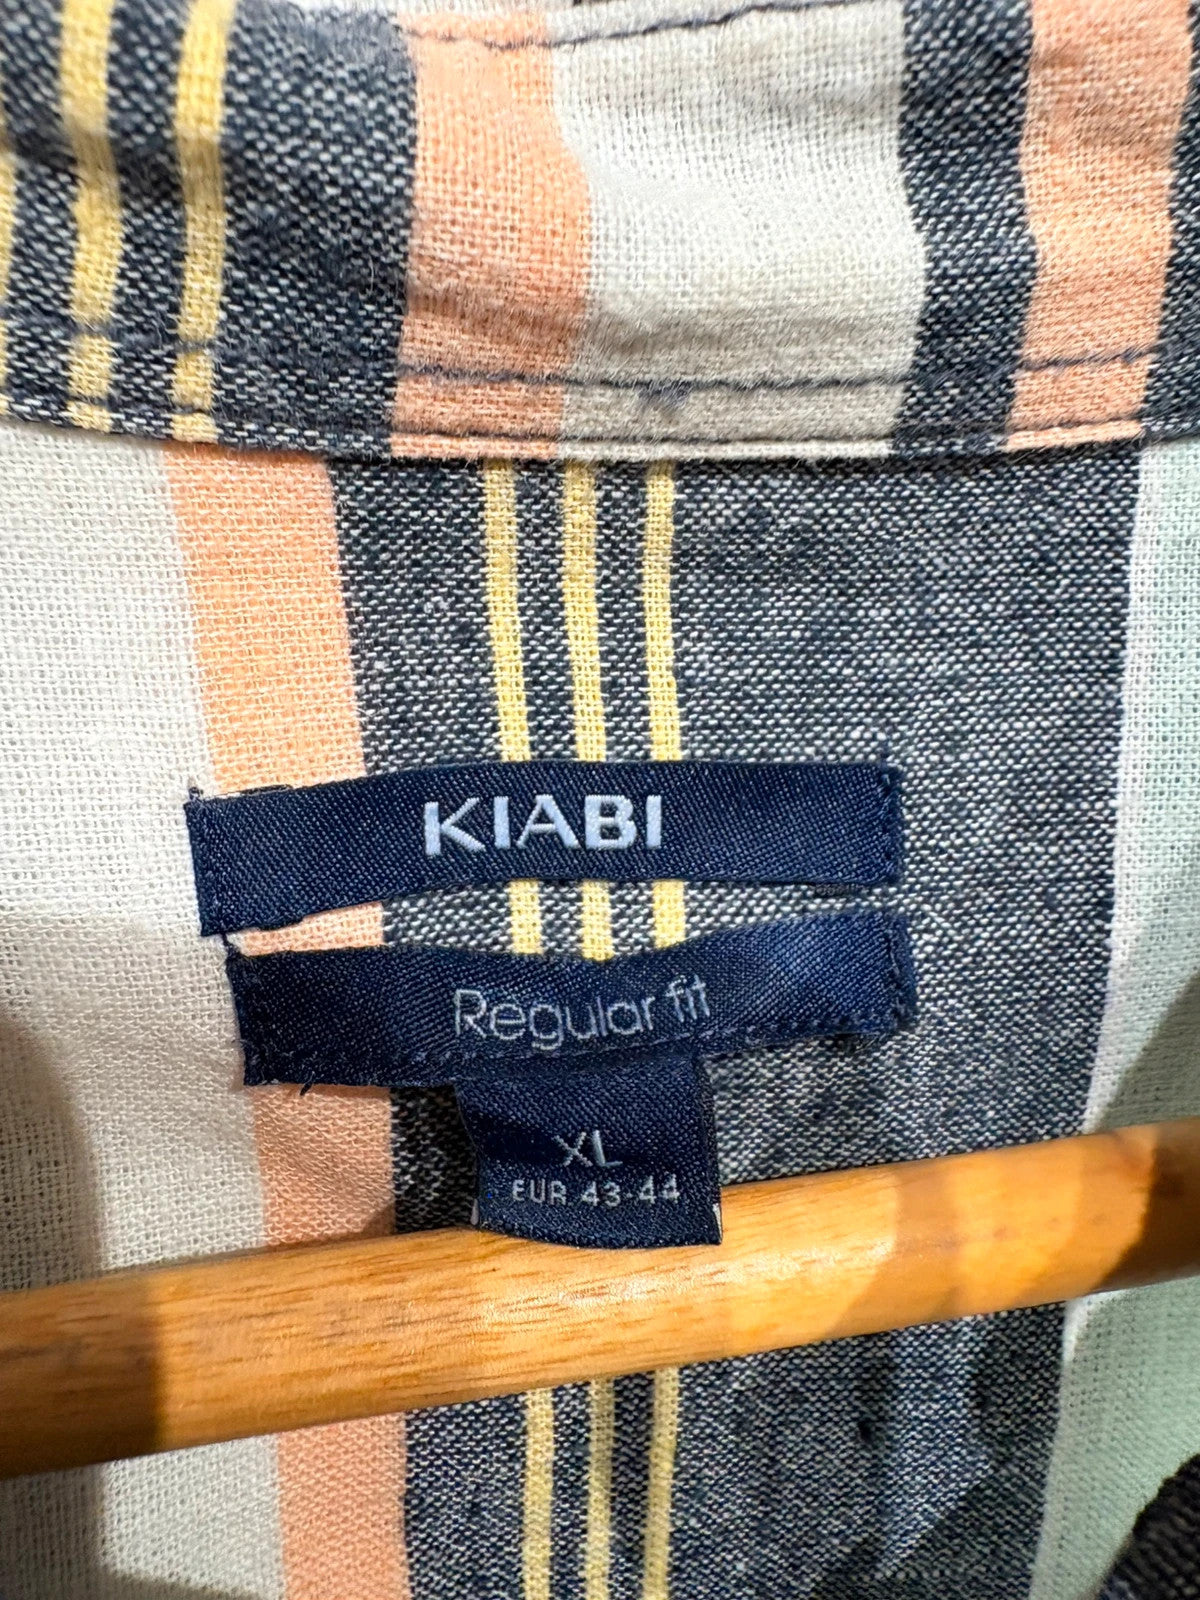 KIABI
Regular fit
XL
EUR 43-44